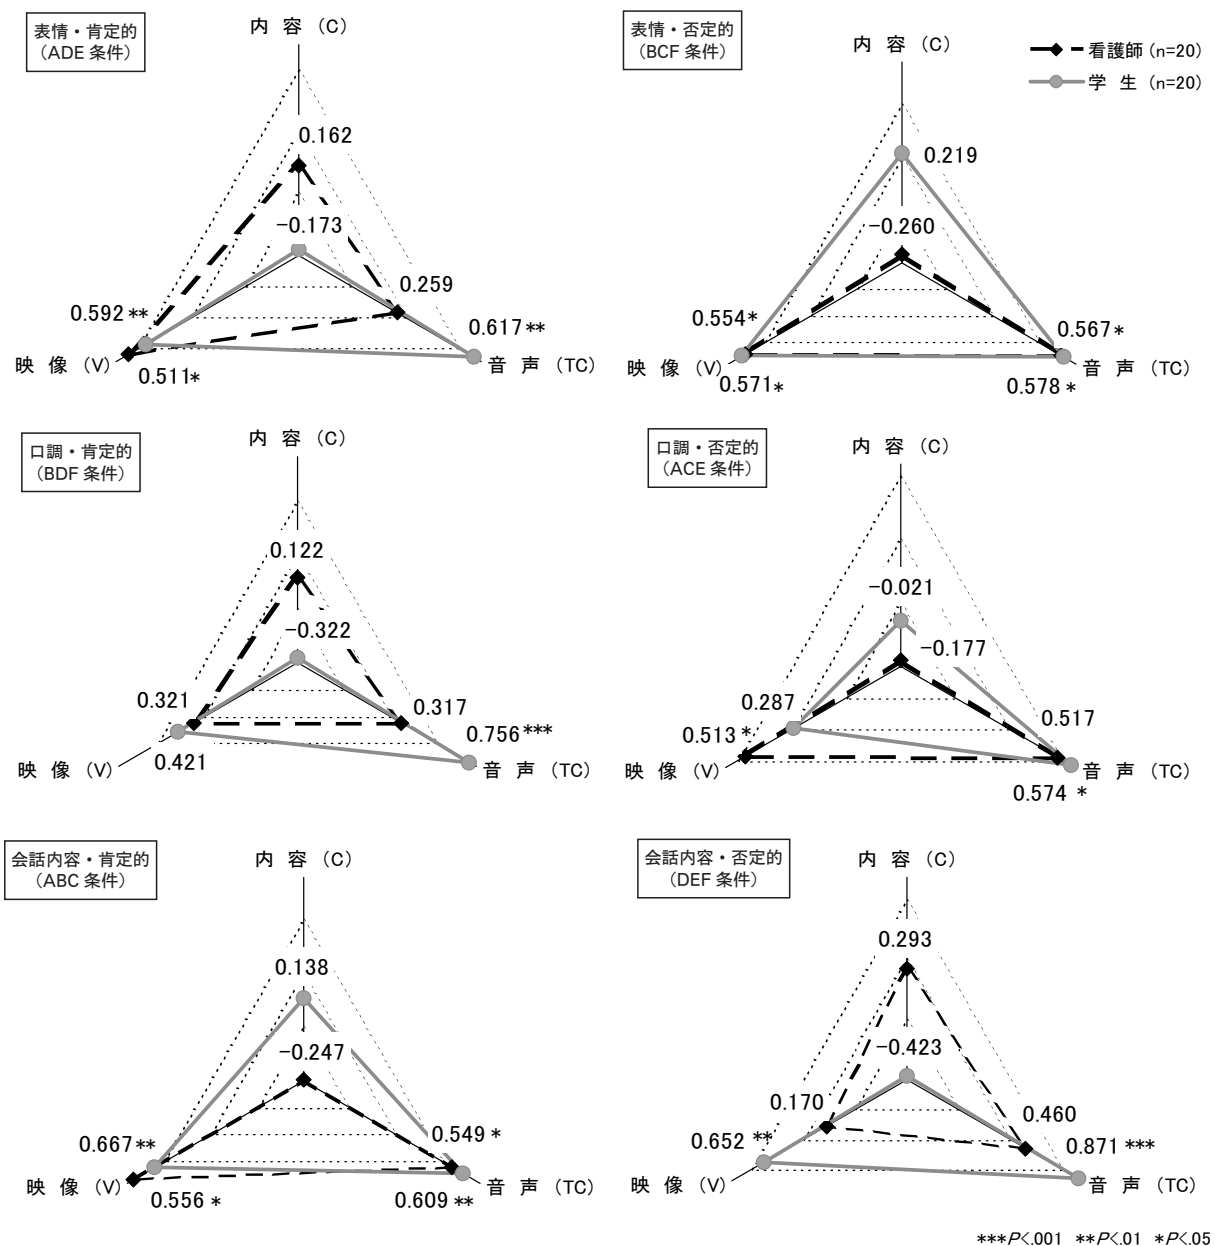 表情・肯定的
（ADE 条件）
内 容（C）
0.162
−0.173
0.259
0.592 **
0.617 **
映 像（V）
0.511*
音 声（TC）
表情・否定的
（BCF 条件）
内 容（C）
看護師 (n=20)
学 生 (n=20)
0.219
−0.260
0.554*
0.567 *
映 像（V）
0.571*
0.578 *
音 声（TC）
口調・肯定的
（BDF 条件）
内 容（C）
0.122
−0.322
0.321
0.317
0.756 ***
0.421
映 像（V）
音 声（TC）
口調・否定的
（ACE 条件）
内 容（C）
−0.021
−0.177
0.287
0.513 *
0.517
映 像（V）
音 声（TC）
0.574 *
会話内容・肯定的
（ABC 条件）
内 容（C）
0.138
−0.247
0.667 **
0.549 *
映 像（V）
0.556 *
0.609 **
音 声（TC）
会話内容・否定的
（DEF 条件）
内 容（C）
0.293
−0.423
0.170
0.460
0.652 **
0.871 ***
映 像（V）
音 声（TC）
***P<.001 **P<.01 *P<.05